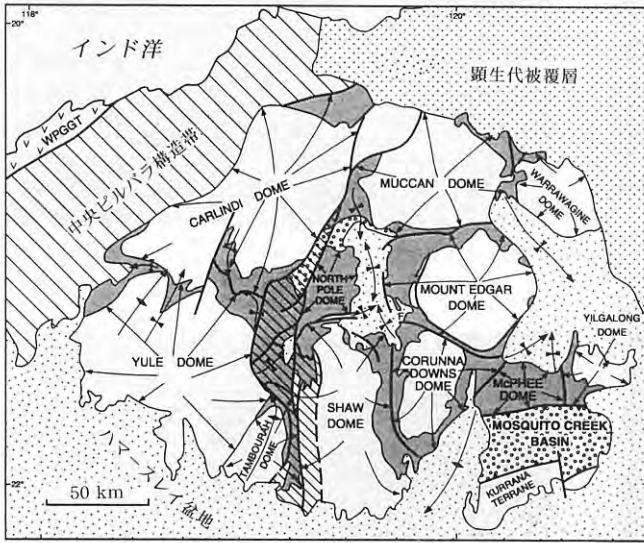 118°
120°
20°
インド洋
顕生代被覆層
WPGGT
中央ピルバラ構造帯
CARLINDI DOME
MUCCAN DOME
WARRAWAGINE
DOME
NORTH
POLE
DOME
MOUNT EDGAR
DOME
YILGALONG
DOME
YULE DOME
CORUNNA
DOWNS
DOME
McPHEE
DOME
SHAW
DOME
TAMBOURAH
DOME
MOSQUITO CREEK
BASIN
KURRANA
TERRANE
ハマースレイ盆地
22°
50 km